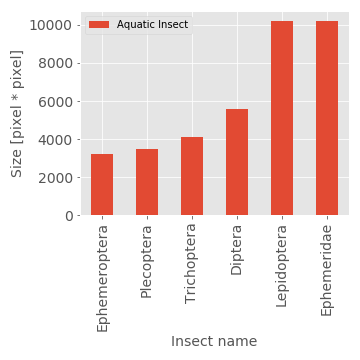 Aquatic Insect
Size [pixel * pixel]
10000
8000
6000
4000
2000
0
Ephemeroptera
Plecoptera
Trichoptera
Diptera
Lepidoptera
Ephemeridae
Insect name